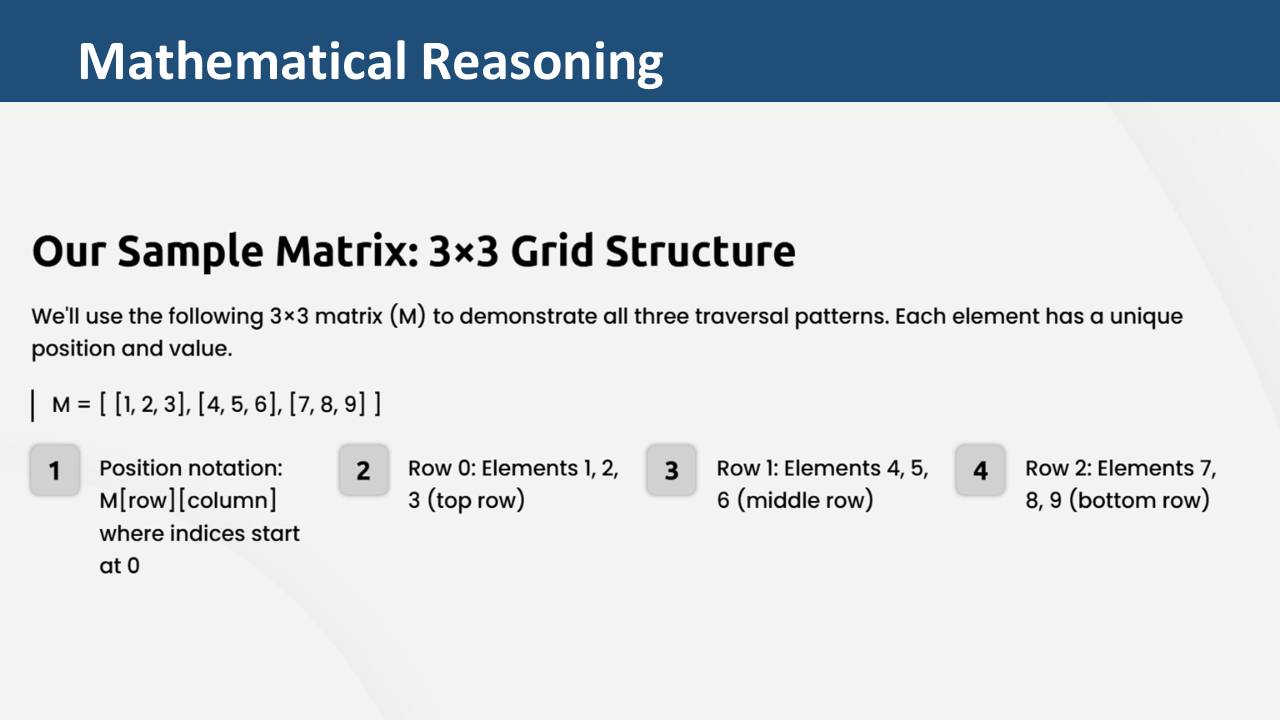 Mathematical Reasoning
Our Sample Matrix: 3×3 Grid Structure
We'll use the following 3×3 matrix (M) to demonstrate all three traversal patterns. Each element has a unique
position and value.
M = [ [1, 2, 3], [4, 5, 6], [7, 8, 9] ]
1
Position notation:
M[row][column]
where indices start
at 0
2
Row 0: Elements 1, 2,
3 (top row)
3
Row 1: Elements 4, 5,
6 (middle row)
4
Row 2: Elements 7,
8, 9 (bottom row)